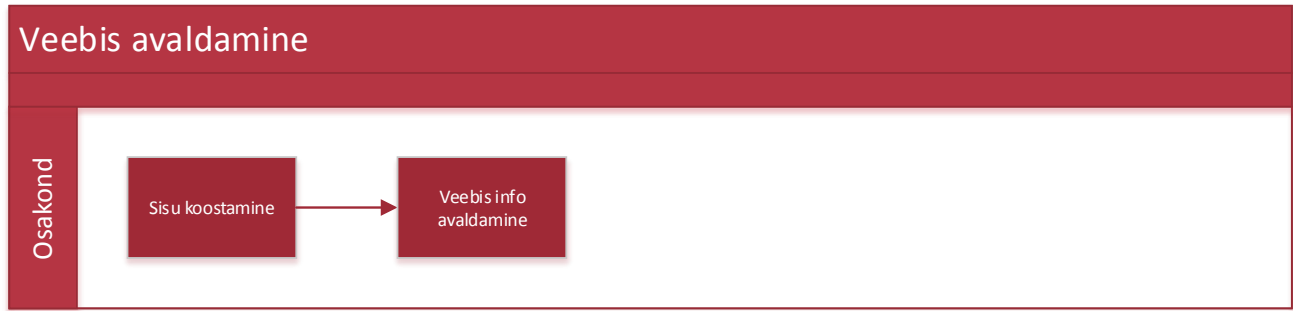 Veebis avaldamine
Osakond
Sisu koostamine
Veebis info
avaldamine